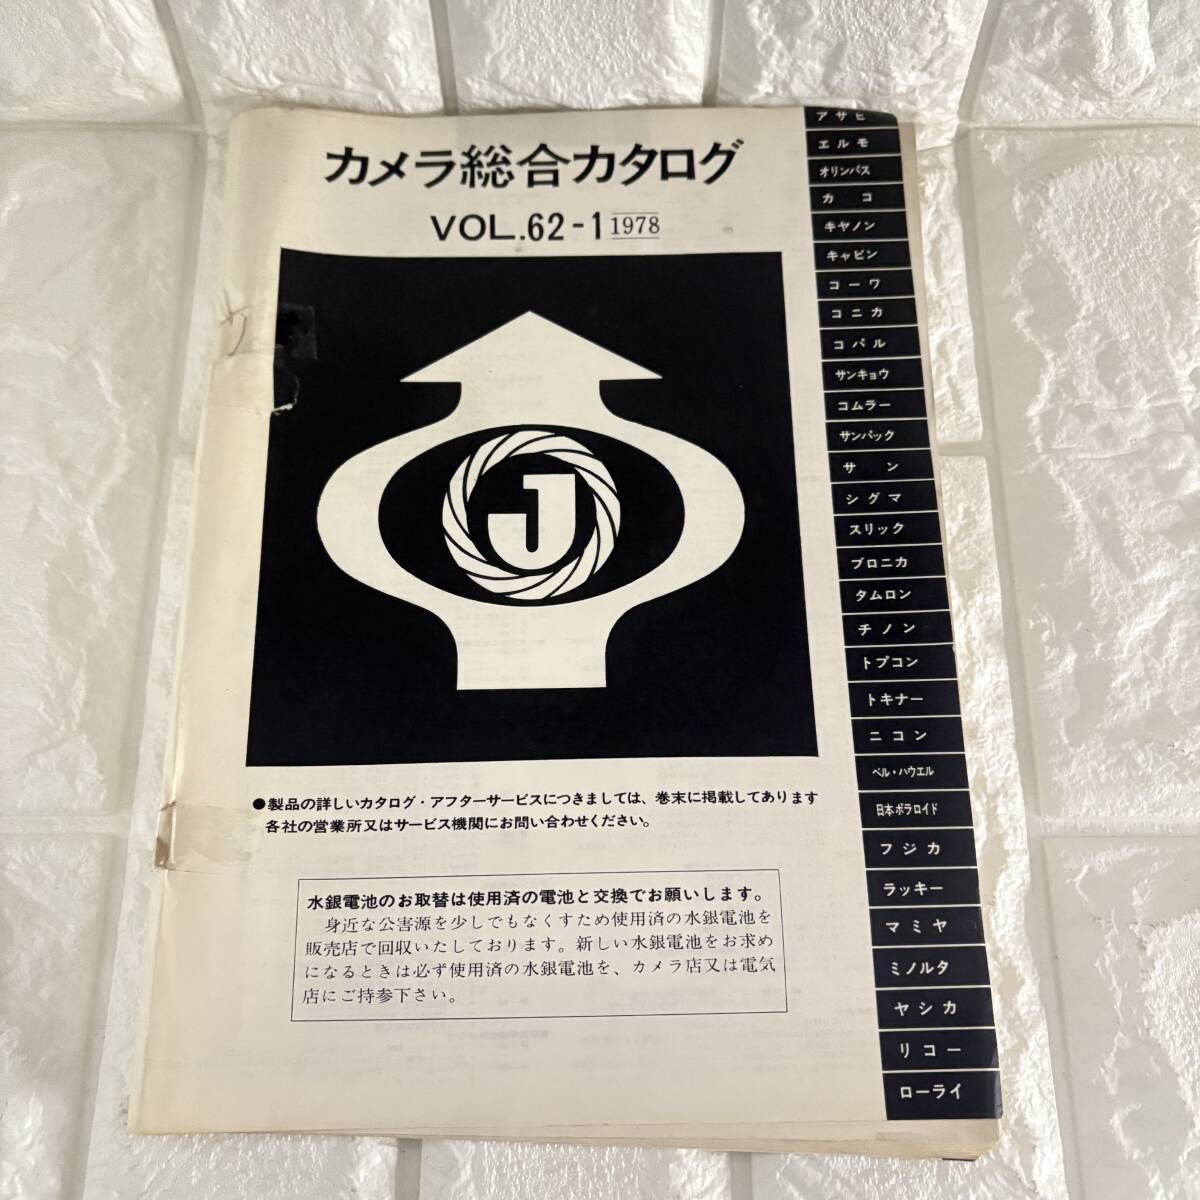 カメラ総合カタログ
VOL.62-1 1978
J
●製品の詳しいカタログ・アフターサービスにつきましては、巻末に掲載してあります
各社の営業所又はサービス機関にお問い合わせください。
水銀電池のお取替は使用済の電池と交換でお願いします。
身近な公害源を少しでもなくすため使用済の水銀電池を
販売店で回収いたしております。新しい水銀電池をお求め
になるときは必ず使用済の水銀電池を、カメラ店又は電気
店にご持参下さい。
アサヒ
エルモ
オリンパス
カコ
キヤノン
キャビン
コーワ
コニカ
コパル
サンキョウ
コムラー
サンパック
サン
シグマ
スリック
ブロニカ
タムロン
チノン
トプコン
トキナー
ニコン
ベル・ハウエル
日本ポラロイド
フジカ
ラッキー
マミヤ
ミノルタ
ヤシカ
リコー
ローライ